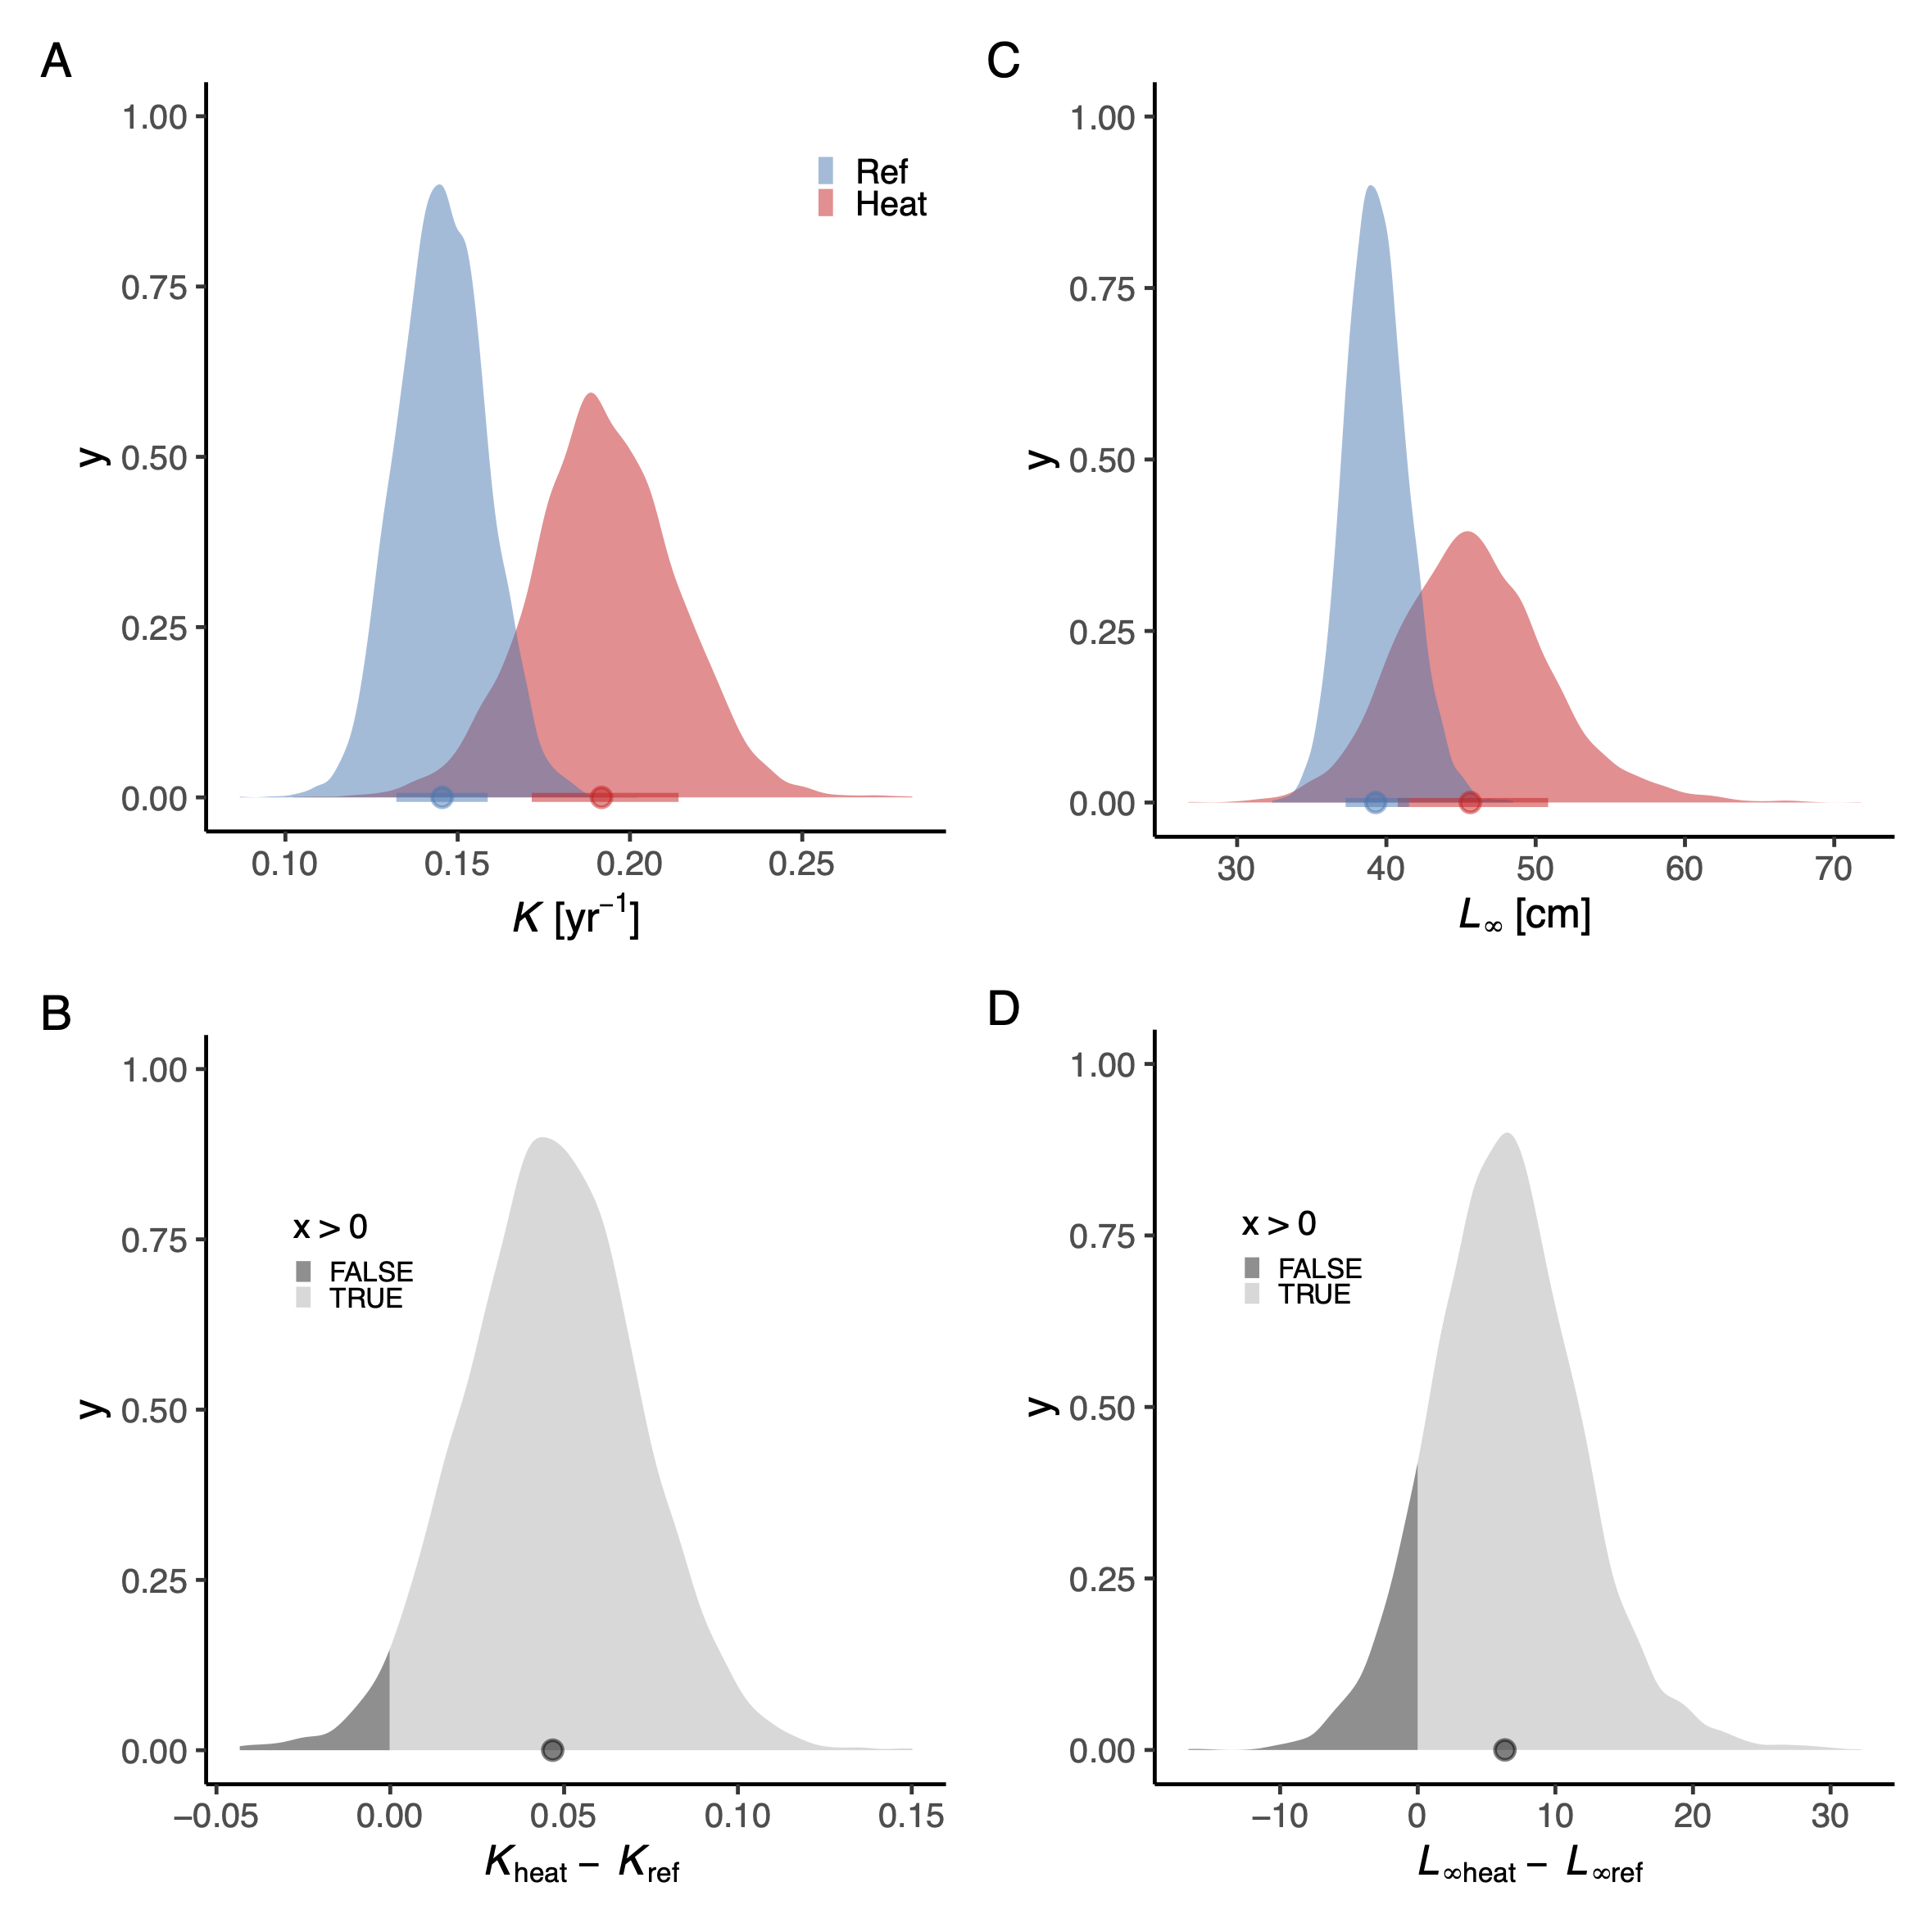 A
1.00
0.75
0.50
0.25
0.00
y
Ref
Heat
0.10 0.15 0.20 0.25
K [yr⁻¹]
C
1.00
0.75
0.50
0.25
0.00
y
30 40 50 60 70
L∞ [cm]
B
1.00
0.75
0.50
0.25
0.00
y
x > 0
FALSE
TRUE
−0.05 0.00 0.05 0.10 0.15
Kheat − Kref
D
1.00
0.75
0.50
0.25
0.00
y
x > 0
FALSE
TRUE
−10 0 10 20 30
L∞heat − L∞ref